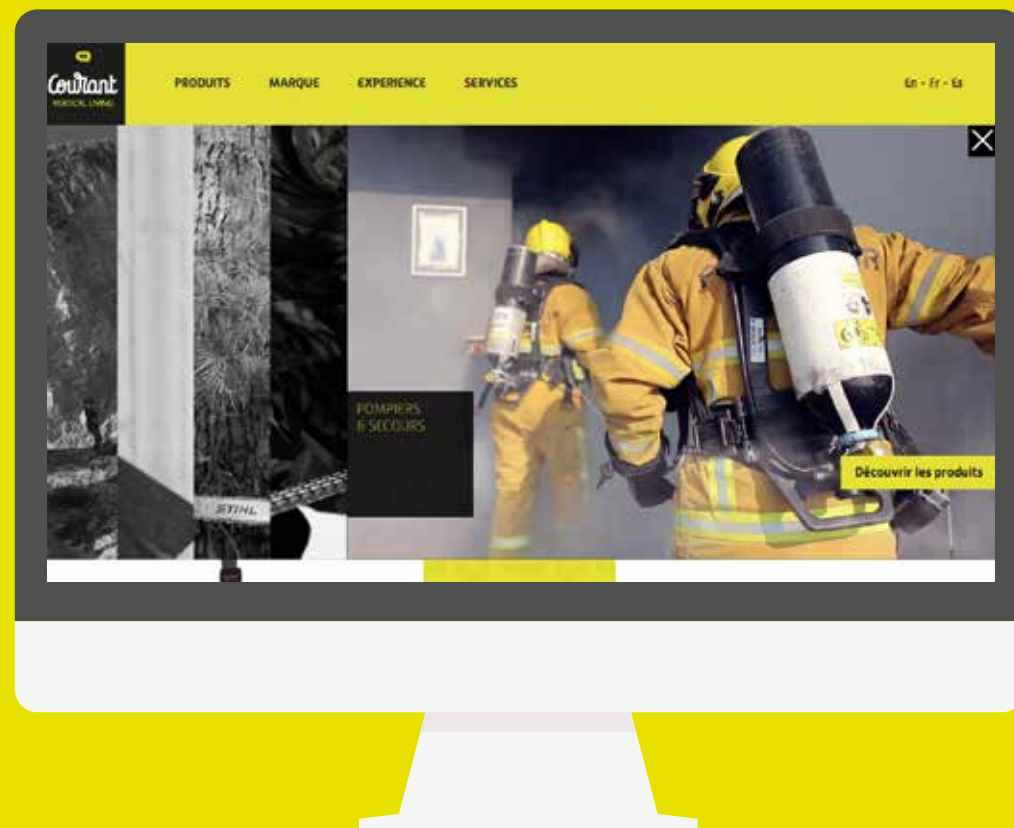 Courant
VERTICAL LIVING
PRODUITS
MARQUE
EXPERIENCE
SERVICES
En - Fr - Es
POMPIERS
& SECOURS
STIHL
Découvrir les produits